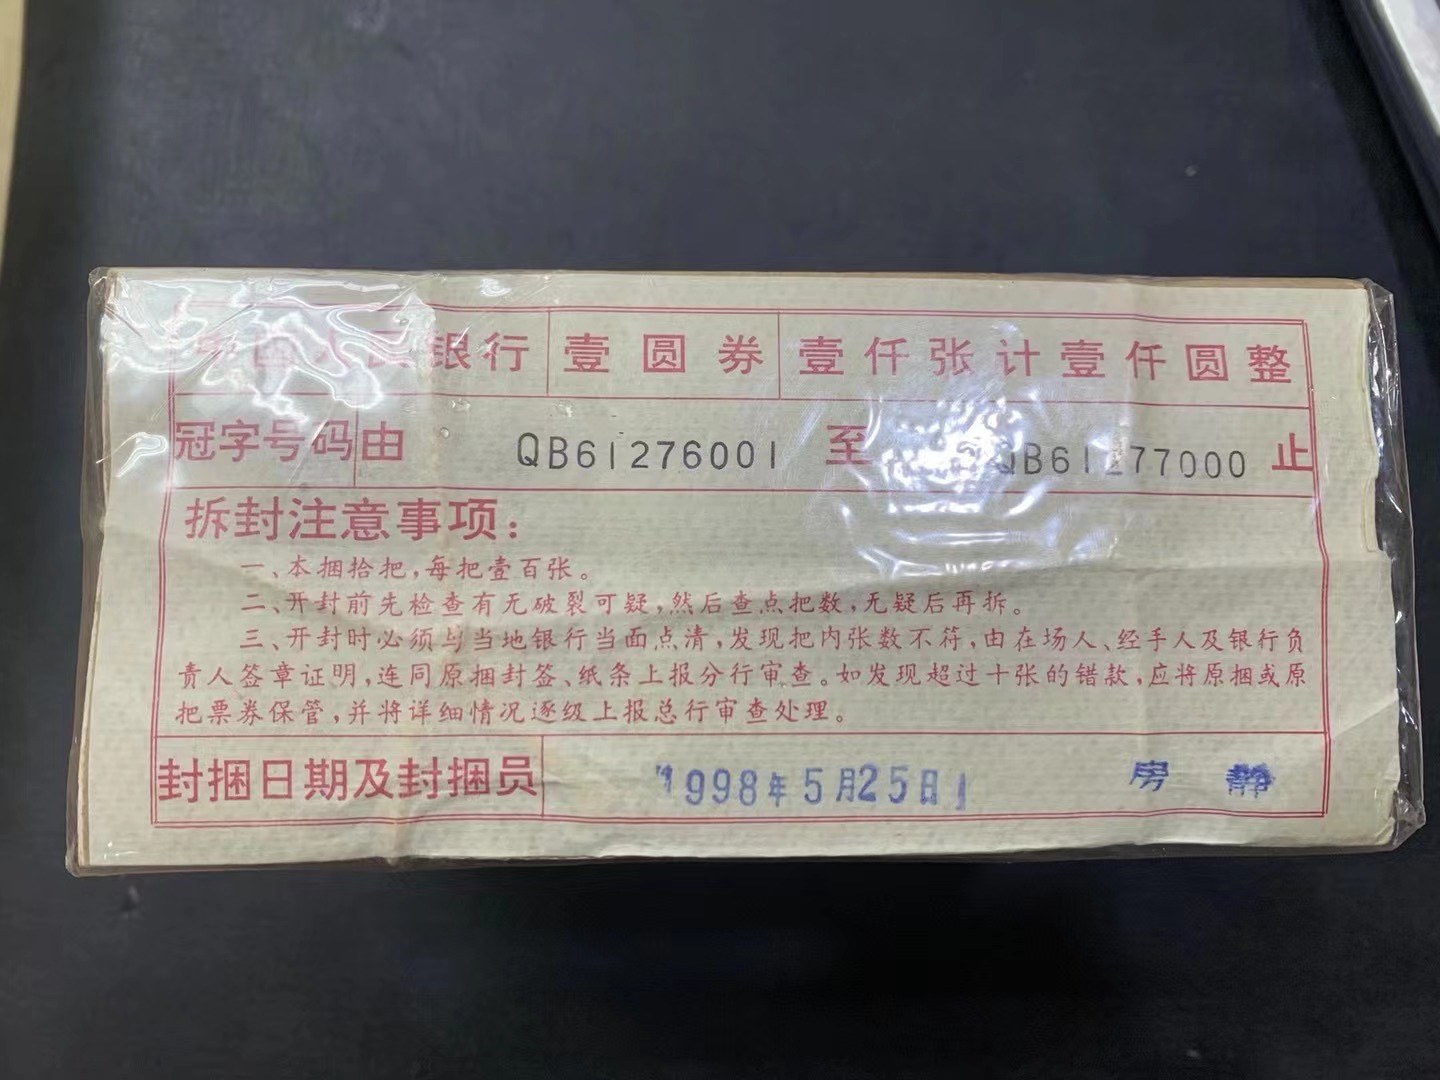 中国人民银行 壹圆券 壹仟张计壹仟圆整
冠字号码 由 QB61276001 至 QB61277000 止
拆封注意事项：
一、本捆拾把，每把壹百张。
二、开封前先检查有无破裂可疑，然后查点把数，无疑后再拆。
三、开封时必须与当地银行当面点清，发现把内张数不符，由在场人、经手人及银行负
责人签章证明，连同原捆封签、纸条上报分行审查。如发现超过十张的错款，应将原捆或原
把票券保管，并将详细情况逐级上报总行审查处理。
封捆日期及封捆员 1998年5月25日 房静